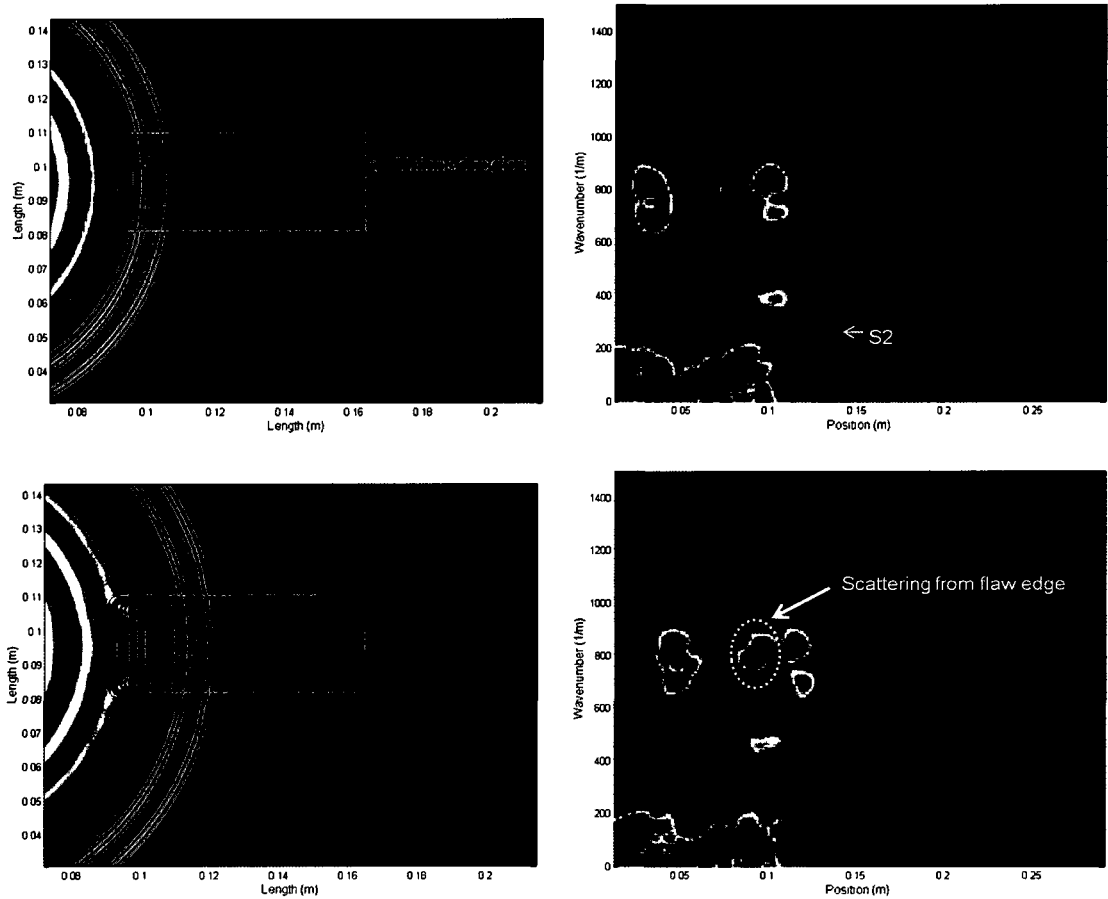 Length (m)
0 14
0 13
0 12
0 11
0 1
0 09
0 08
0 07
0 06
0 05
0 04
0 08 0 1 0 12 0 14 0 16 0 18 0 2
Length (m)
Wavenumber (1/m)
1400
1200
1000
800
600
400
200
0
S2
0 05 0 1 0 15 0 2 0 25
Position (m)
Length (m)
0 14
0 13
0 12
0 11
0 1
0 09
0 08
0 07
0 06
0 05
0 04
0 08 0 1 0 12 0 14 0 16 0 18 0 2
Length (m)
Wavenumber (1/m)
1400
1200
1000
800
600
400
200
0
Scattering from flaw edge
0 05 0 1 0 15 0 2 0 25
Position (m)